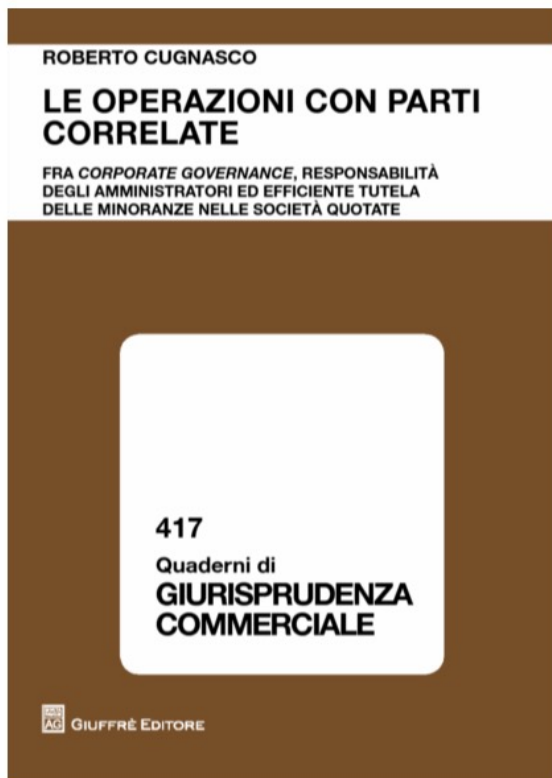 ROBERTO CUGNASCO
LE OPERAZIONI CON PARTI
CORRELATE
FRA CORPORATE GOVERNANCE, RESPONSABILITÀ
DEGLI AMMINISTRATORI ED EFFICIENTE TUTELA
DELLE MINORANZE NELLE SOCIETÀ QUOTATE
417
Quaderni di
GIURISPRUDENZA
COMMERCIALE
AG GIUFFRÈ EDITORE